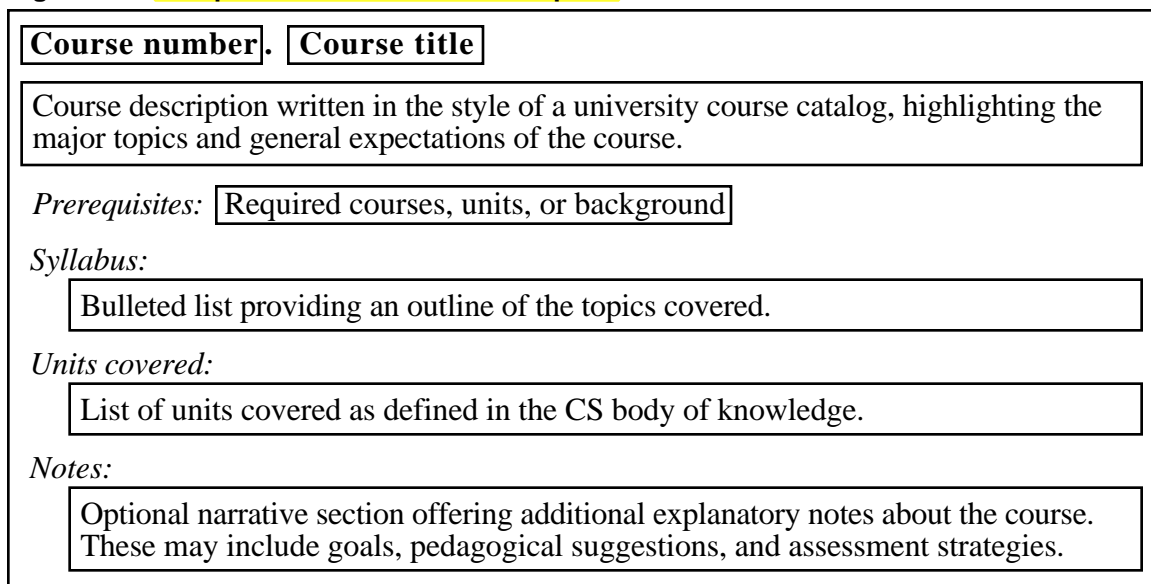 Course number. Course title
Course description written in the style of a university course catalog, highlighting the
major topics and general expectations of the course.
Prerequisites: Required courses, units, or background
Syllabus:
Bulleted list providing an outline of the topics covered.
Units covered:
List of units covered as defined in the CS body of knowledge.
Notes:
Optional narrative section offering additional explanatory notes about the course.
These may include goals, pedagogical suggestions, and assessment strategies.